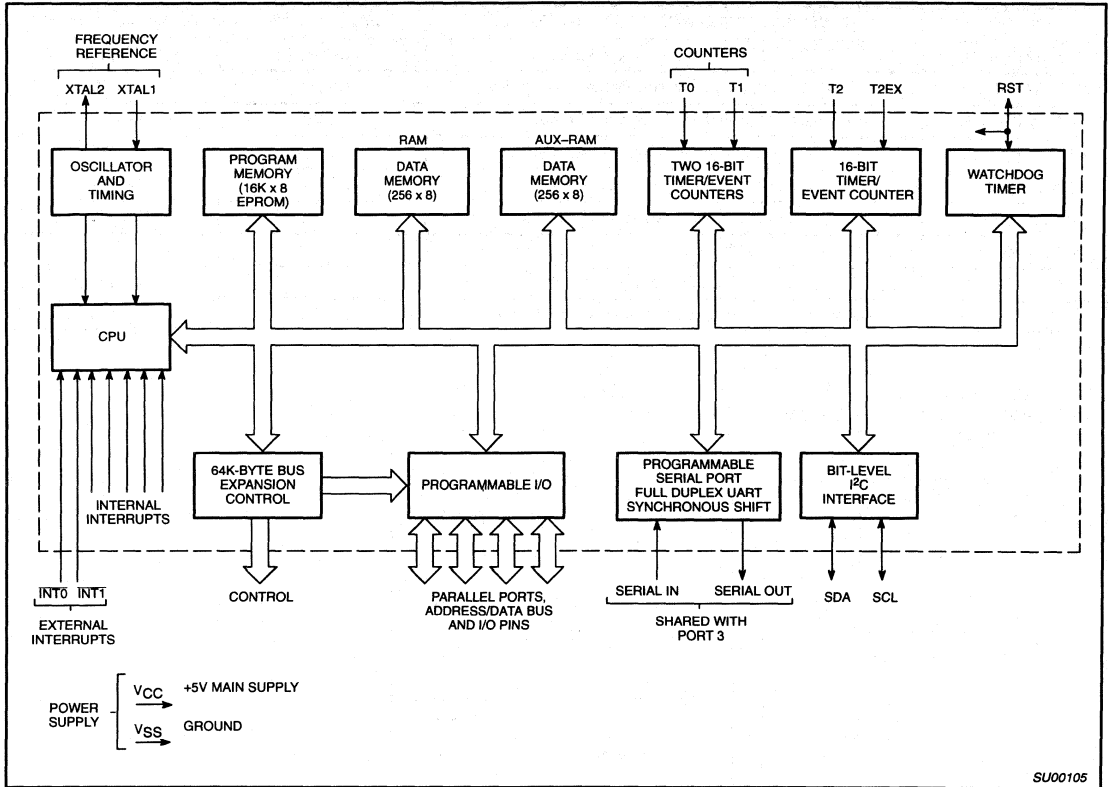 FREQUENCY
REFERENCE
XTAL2 XTAL1
COUNTERS
T0 T1
T2 T2EX
RST
OSCILLATOR
AND
TIMING
PROGRAM
MEMORY
(16K x 8
EPROM)
RAM
DATA
MEMORY
(256 x 8)
AUX–RAM
DATA
MEMORY
(256 x 8)
TWO 16-BIT
TIMER/EVENT
COUNTERS
16-BIT
TIMER/
EVENT COUNTER
WATCHDOG
TIMER
CPU
64K-BYTE BUS
EXPANSION
CONTROL
PROGRAMMABLE I/O
PROGRAMMABLE
SERIAL PORT
FULL DUPLEX UART
SYNCHRONOUS SHIFT
BIT-LEVEL
I²C
INTERFACE
INTERNAL
INTERRUPTS
INT0 INT1
EXTERNAL
INTERRUPTS
CONTROL
PARALLEL PORTS,
ADDRESS/DATA BUS
AND I/O PINS
SERIAL IN SERIAL OUT
SHARED WITH
PORT 3
SDA SCL
POWER
SUPPLY
VCC +5V MAIN SUPPLY
VSS GROUND
SU00105